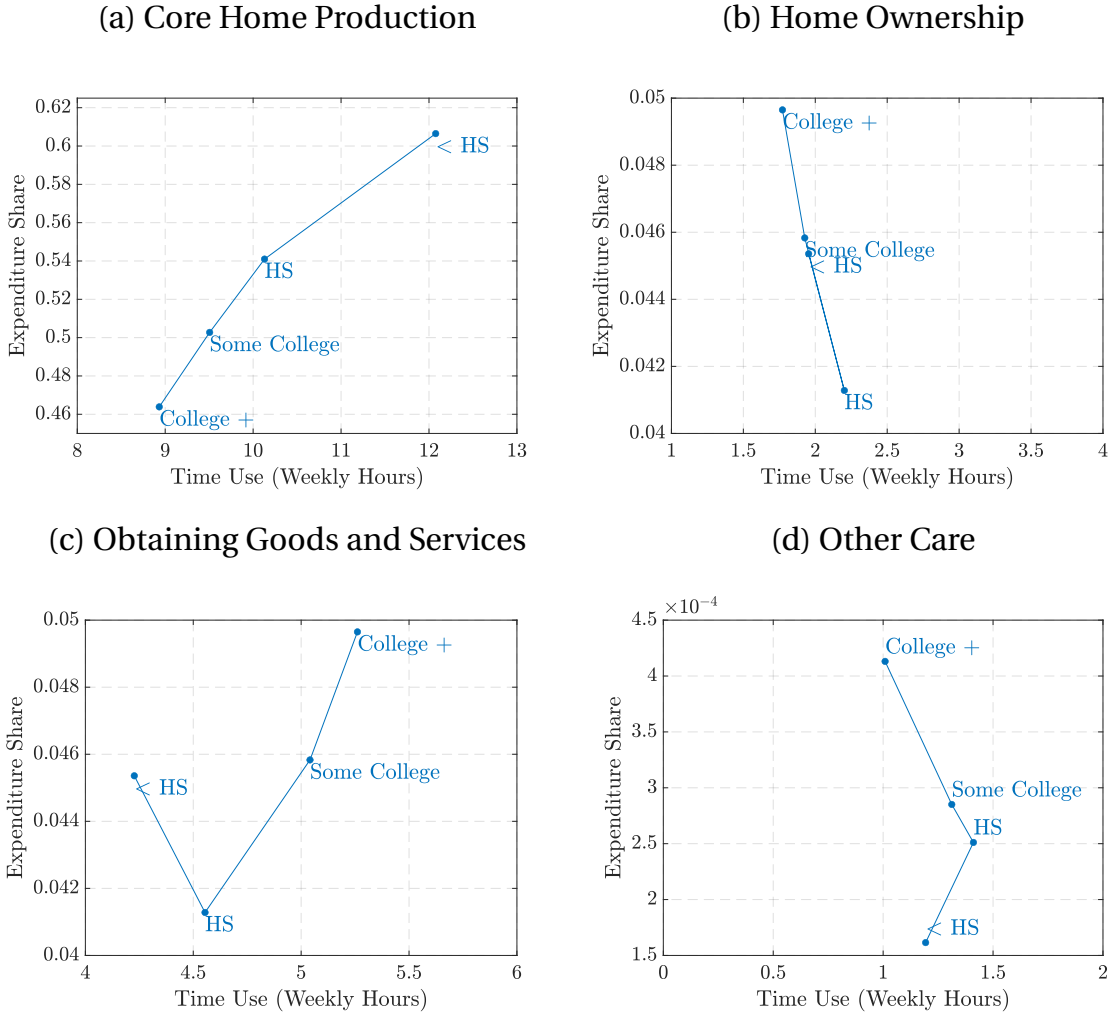 (a) Core Home Production
0.62
0.6
0.58
0.56
0.54
0.52
0.5
0.48
0.46
Expenditure Share
< HS
HS
Some College
College +
8 9 10 11 12 13
Time Use (Weekly Hours)
(b) Home Ownership
0.05
0.048
0.046
0.044
0.042
0.04
Expenditure Share
College +
Some College
< HS
HS
1 1.5 2 2.5 3 3.5 4
Time Use (Weekly Hours)
(c) Obtaining Goods and Services
0.05
0.048
0.046
0.044
0.042
0.04
Expenditure Share
College +
Some College
< HS
HS
4 4.5 5 5.5 6
Time Use (Weekly Hours)
(d) Other Care
×10⁻⁴
4.5
4
3.5
3
2.5
2
1.5
Expenditure Share
College +
Some College
HS
< HS
0 0.5 1 1.5 2
Time Use (Weekly Hours)